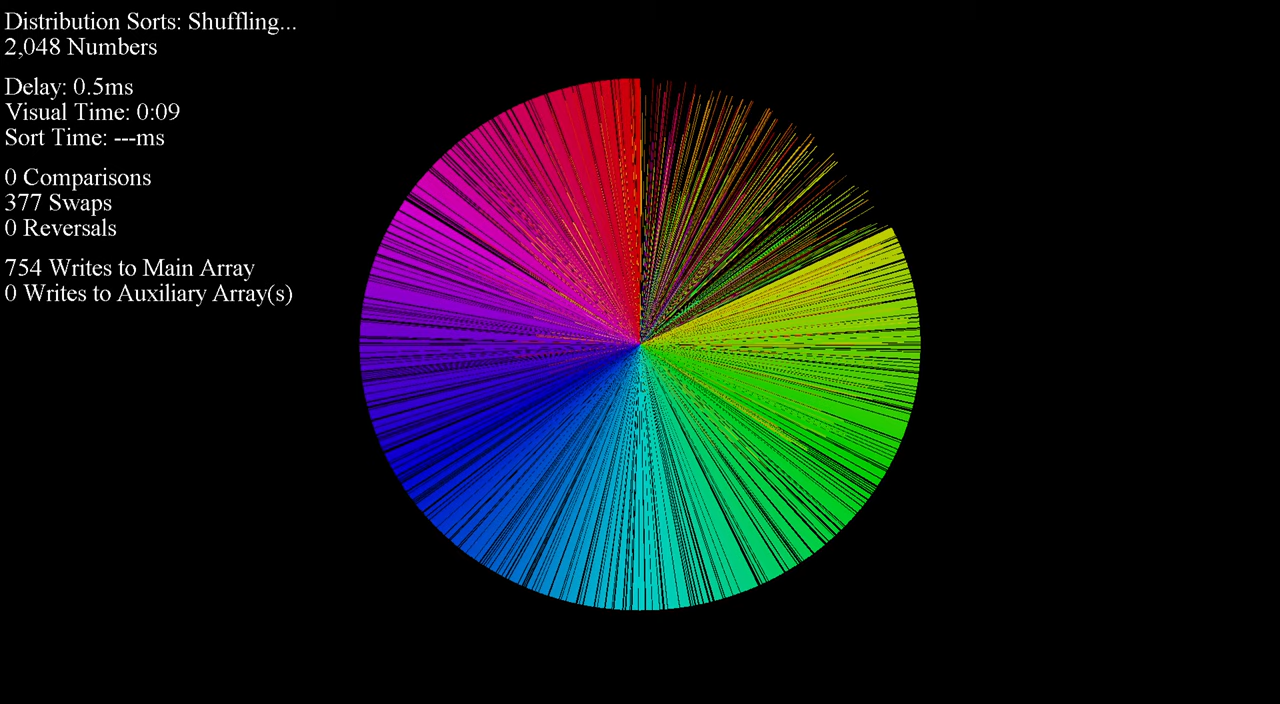 Distribution Sorts: Shuffling...
2,048 Numbers
Delay: 0.5ms
Visual Time: 0:09
Sort Time: ---ms
0 Comparisons
377 Swaps
0 Reversals
754 Writes to Main Array
0 Writes to Auxiliary Array(s)